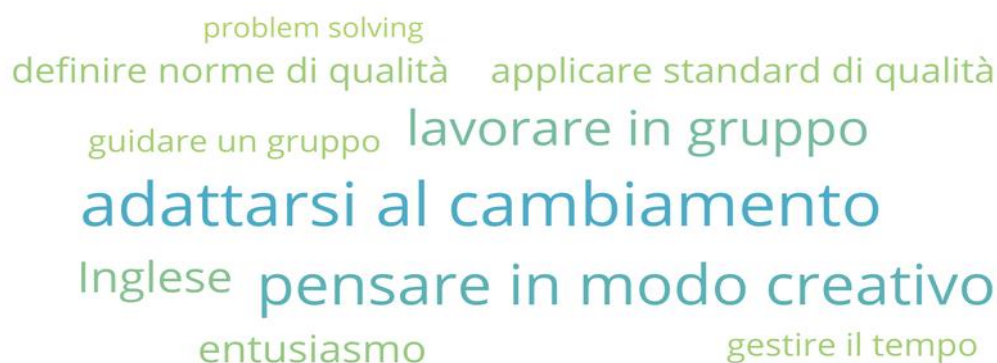 problem solving
definire norme di qualità applicare standard di qualità
guidare un gruppo lavorare in gruppo
adattarsi al cambiamento
Inglese pensare in modo creativo
entusiasmo gestire il tempo